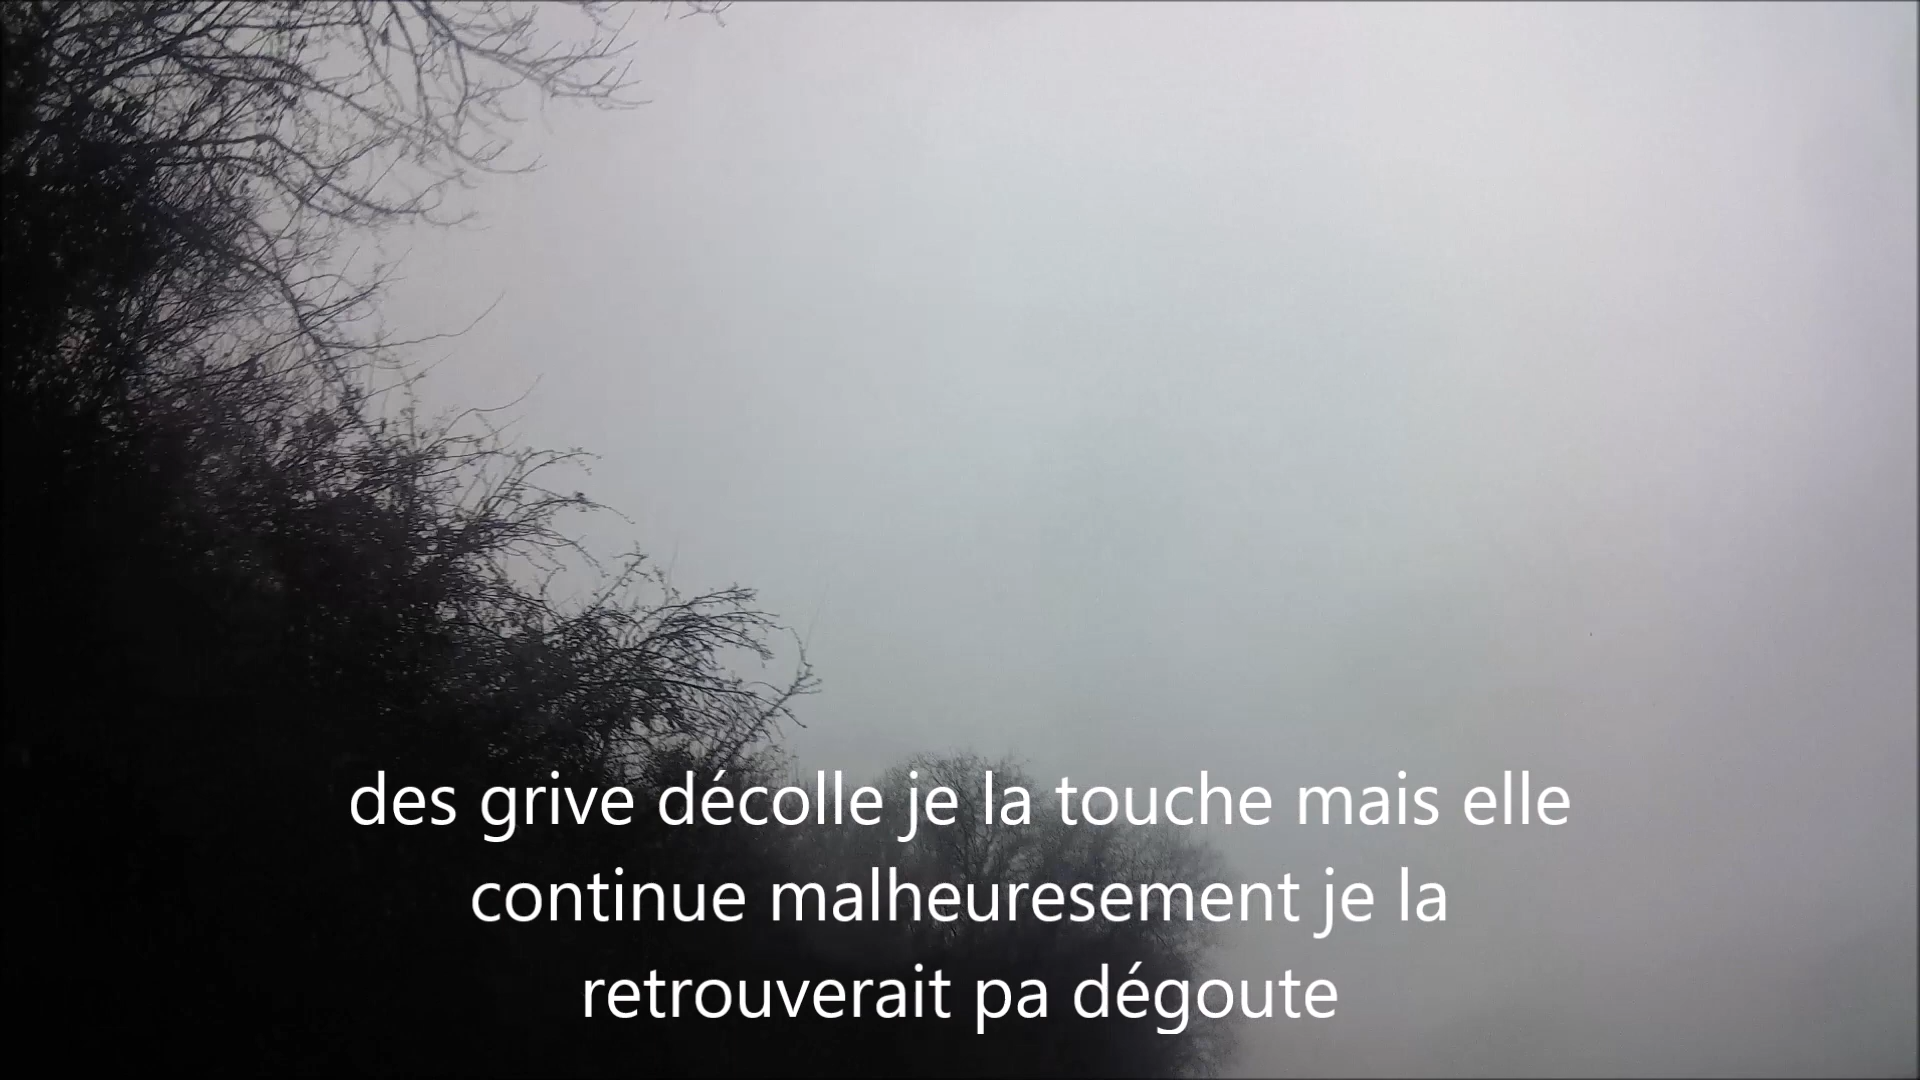 des grive décolle je la touche mais elle
continue malheuresement je la
retrouverait pa dégoute